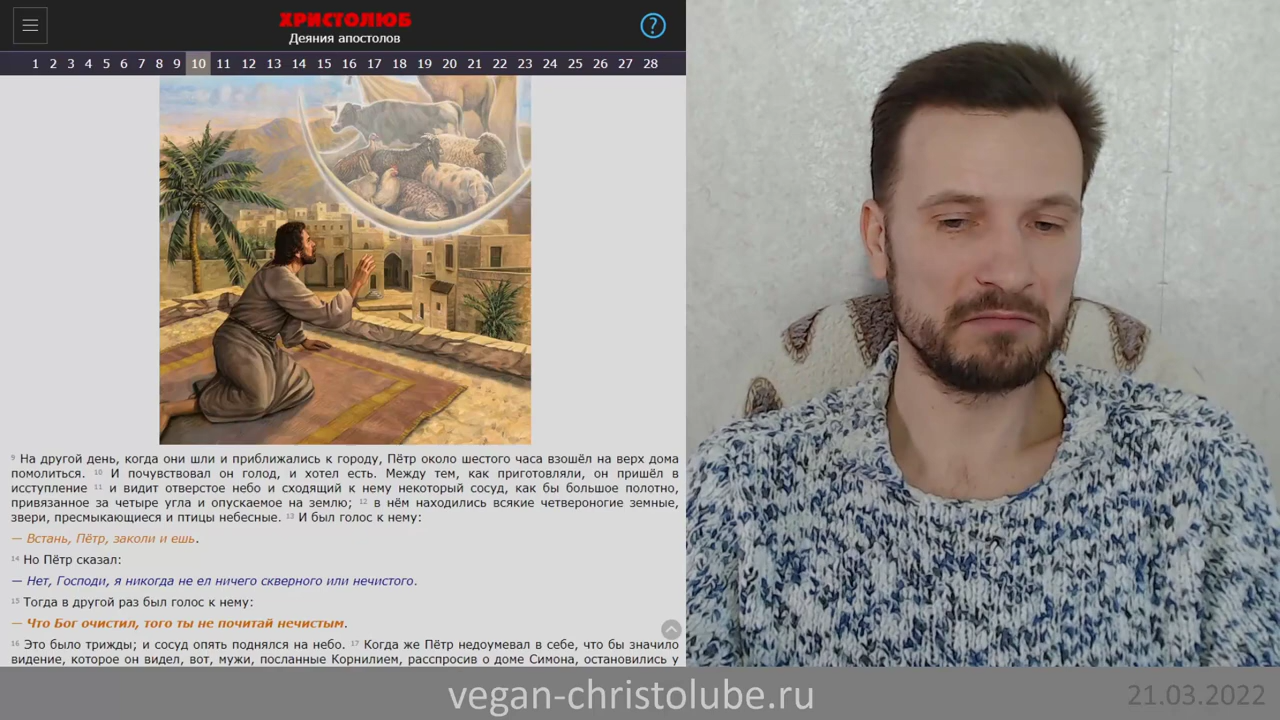 ХРИСТОЛЮБ
Деяния апостолов
?
1 2 3 4 5 6 7 8 9 10 11 12 13 14 15 16 17 18 19 20 21 22 23 24 25 26 27 28
9 На другой день, когда они шли и приближались к городу, Пётр около шестого часа взошёл на верх дома
помолиться. 10 И почувствовал он голод, и хотел есть. Между тем, как приготовляли, он пришёл в
исступление 11 и видит отверстое небо и сходящий к нему некоторый сосуд, как бы большое полотно,
привязанное за четыре угла и опускаемое на землю; 12 в нём находились всякие четвероногие земные,
звери, пресмыкающиеся и птицы небесные. 13 И был голос к нему:
— Встань, Пётр, заколи и ешь.
14 Но Пётр сказал:
— Нет, Господи, я никогда не ел ничего скверного или нечистого.
15 Тогда в другой раз был голос к нему:
— Что Бог очистил, того ты не почитай нечистым.
16 Это было трижды; и сосуд опять поднялся на небо. 17 Когда же Пётр недоумевал в себе, что бы значило
видение, которое он видел, вот, мужи, посланные Корнилием, расспросив о доме Симона, остановились у
vegan-christolube.ru
21.03.2022